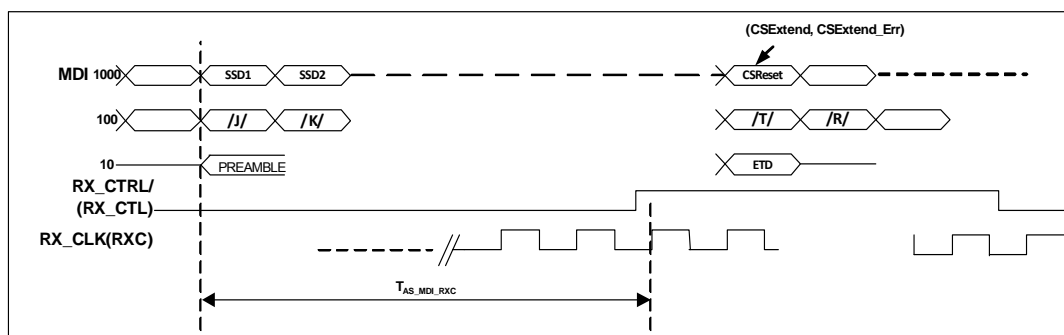 (CSExtend, CSExtend_Err)
MDI 1000 SSD1 SSD2 CSReset
100 /J/ /K/ /T/ /R/
10 PREAMBLE ETD
RX_CTRL/
(RX_CTL)
RX_CLK(RXC)
TAS_MDI_RXC